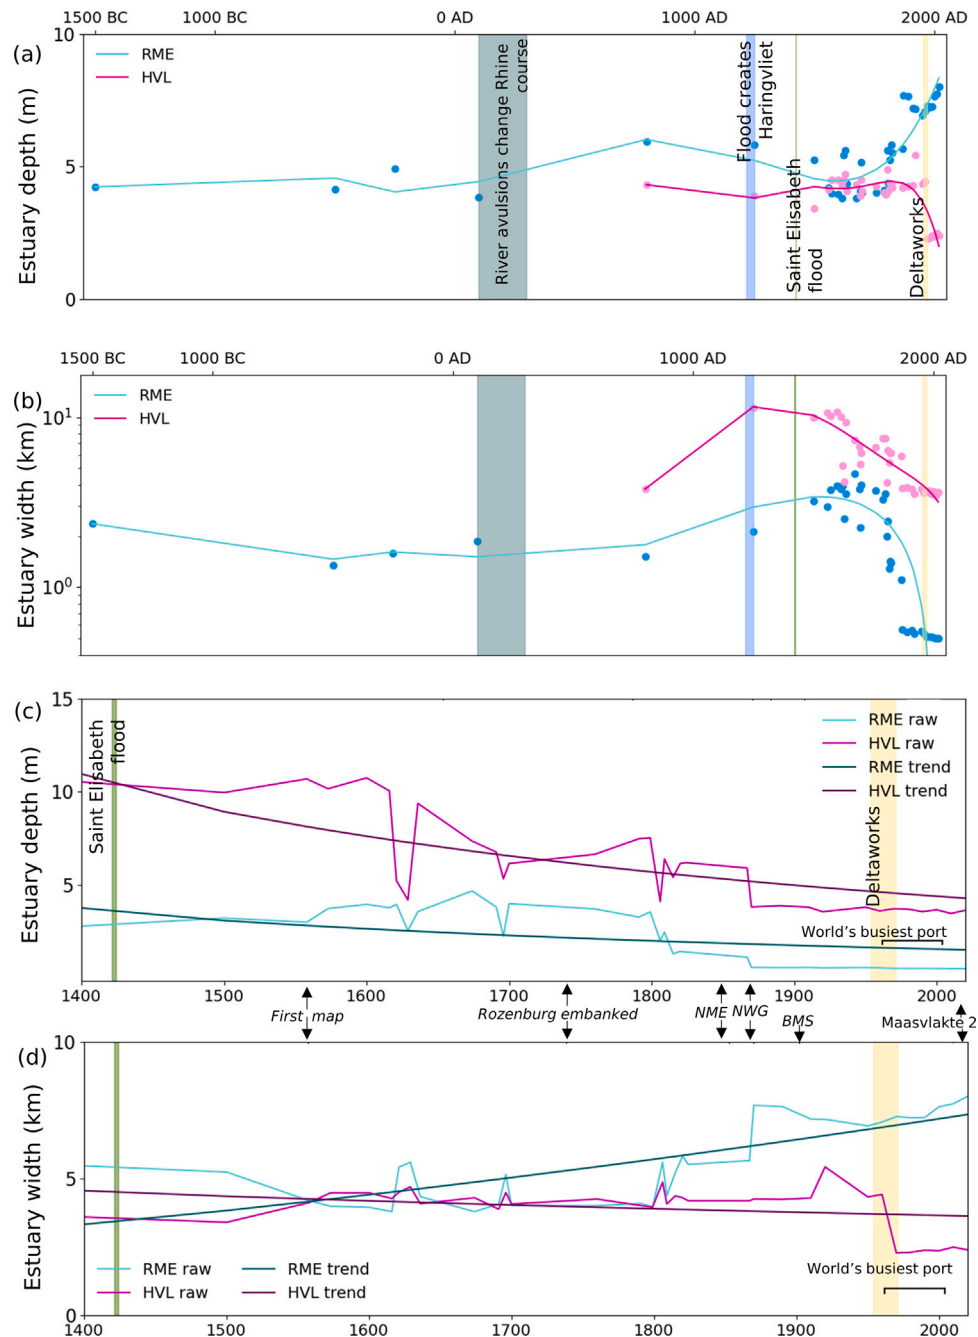 1500 BC 1000 BC 0 AD 1000 AD 2000 AD
(a)
10
5
0
Estuary depth (m)
RME
HVL
River avulsions change Rhine
course
Flood creates
Haringvliet
Saint Elisabeth
flood
Deltaworks
1500 BC 1000 BC 0 AD 1000 AD 2000 AD
(b)
10¹
10⁰
Estuary width (km)
RME
HVL
(c)
15
10
5
Estuary depth (m)
Saint Elisabeth
flood
RME raw
HVL raw
RME trend
HVL trend
Deltaworks
World's busiest port
1400 1500 1600 1700 1800 1900 2000
First map
Rozenburg embanked
NME
NWG
BMS
Maasvlakte 2
(d)
10
5
0
Estuary width (km)
RME raw
HVL raw
RME trend
HVL trend
World's busiest port
1400 1500 1600 1700 1800 1900 2000